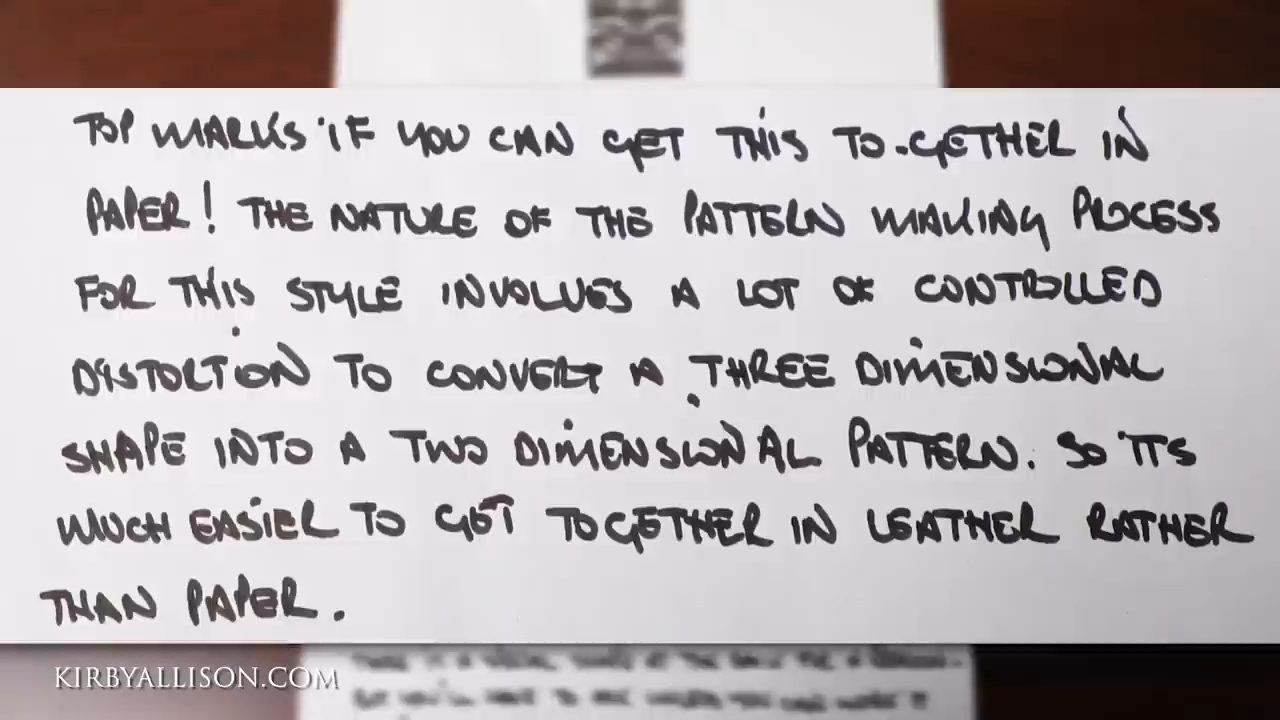 TOP MARKS IF YOU CAN GET THIS TO-GETHER IN
PAPER! THE NATURE OF THE PATTERN MAKING PROCESS
FOR THIS STYLE INVOLVES A LOT OF CONTROLLED
DISTORTION TO CONVERT A THREE DIMENSIONAL
SHAPE INTO A TWO DIMENSIONAL PATTERN. SO ITS
MUCH EASIER TO GET TOGETHER IN LEATHER RATHER
THAN PAPER.
KIRBYALLISON.COM